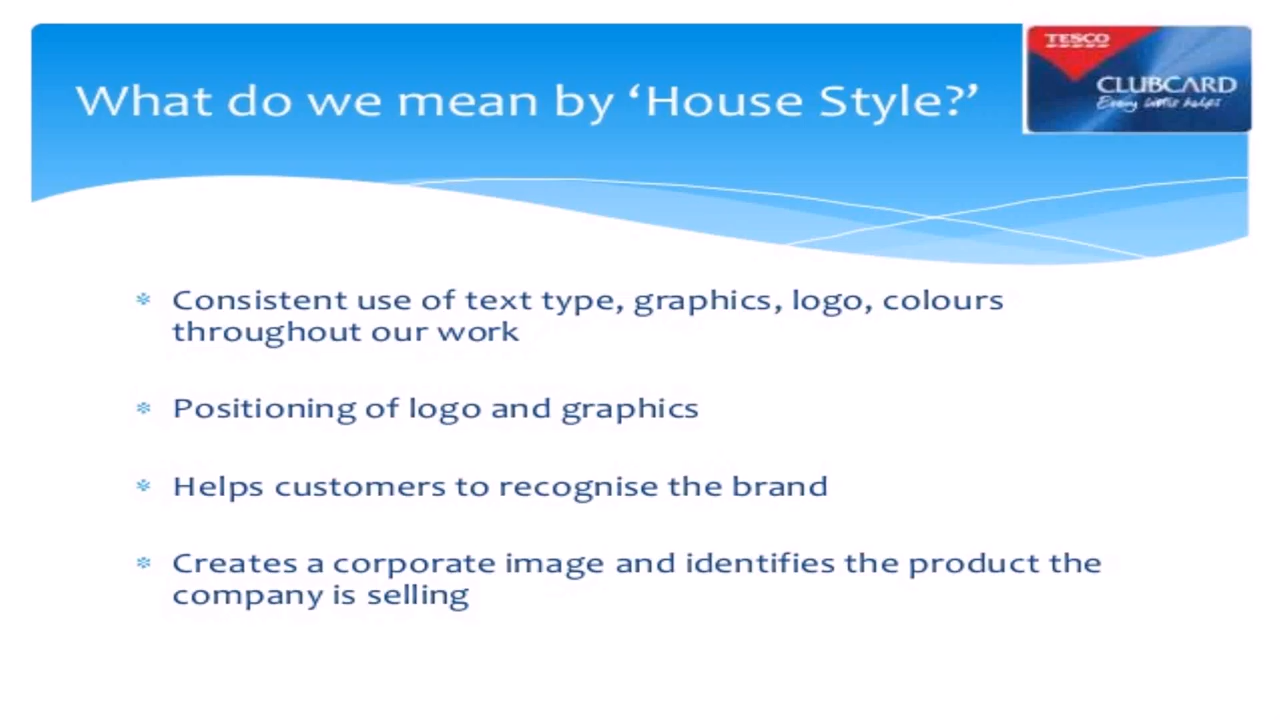 What do we mean by ‘House Style?’
TESCO
CLUBCARD
Every little helps
Consistent use of text type, graphics, logo, colours
throughout our work
Positioning of logo and graphics
Helps customers to recognise the brand
Creates a corporate image and identifies the product the
company is selling